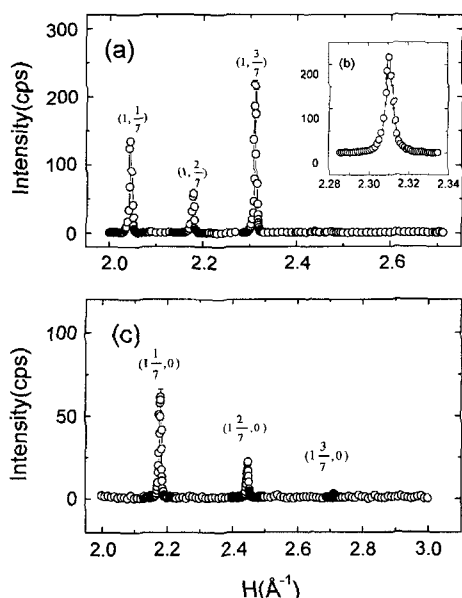 (a)
(b)
Intensity(cps)
300
200
100
0
(1, 1/7)
(1, 2/7)
(1, 3/7)
200
100
0
2.28 2.30 2.32 2.34
2.0 2.2 2.4 2.6
(c)
Intensity(cps)
100
50
0
(1 1/7, 0)
(1 2/7, 0)
(1 3/7, 0)
2.0 2.2 2.4 2.6 2.8 3.0
H(Å⁻¹)